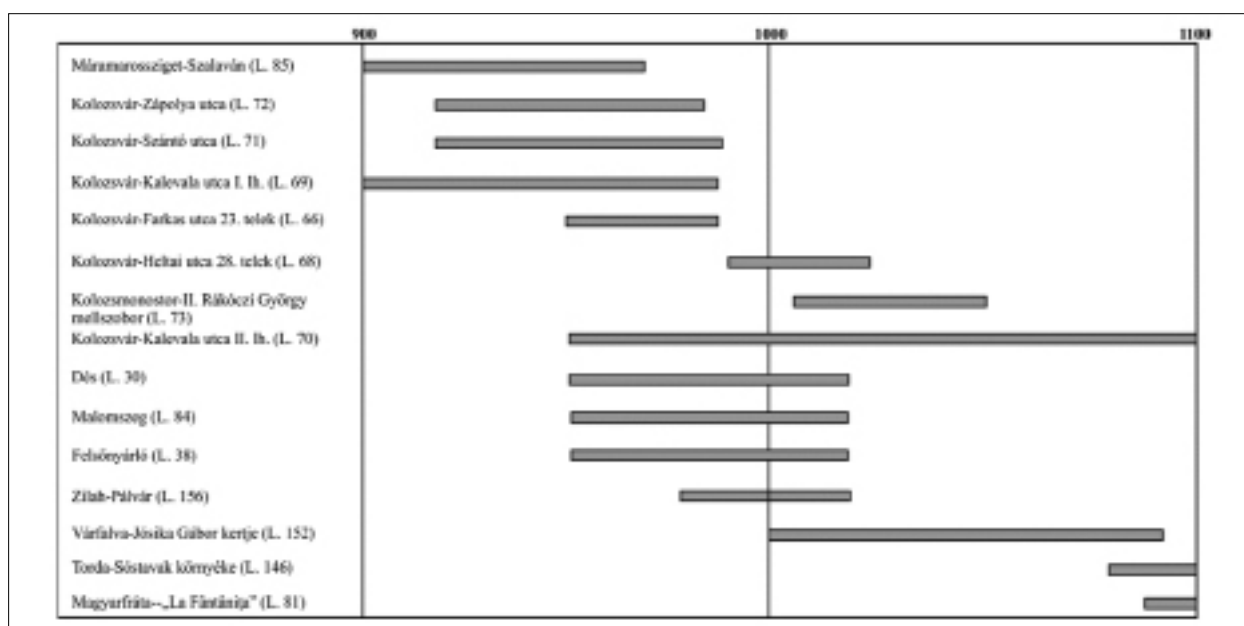 900 1000 1100
Máramarossziget-Szalaván (L. 85)
Kolozsvár-Zápolya utca (L. 72)
Kolozsvár-Szántó utca (L. 71)
Kolozsvár-Kalevala utca I. lh. (L. 69)
Kolozsvár-Farkas utca 23. telek (L. 66)
Kolozsvár-Heltai utca 28. telek (L. 68)
Kolozsmonostor-II. Rákóczi György
mellszobor (L. 73)
Kolozsvár-Kalevala utca II. lh. (L. 70)
Dés (L. 30)
Malomszeg (L. 84)
Felsőnyárló (L. 38)
Zilah-Pálvár (L. 156)
Várfalva-Jósika Gábor kertje (L. 152)
Torda-Sóstavak környéke (L. 146)
Magyarfráta--„La Fântânița” (L. 81)